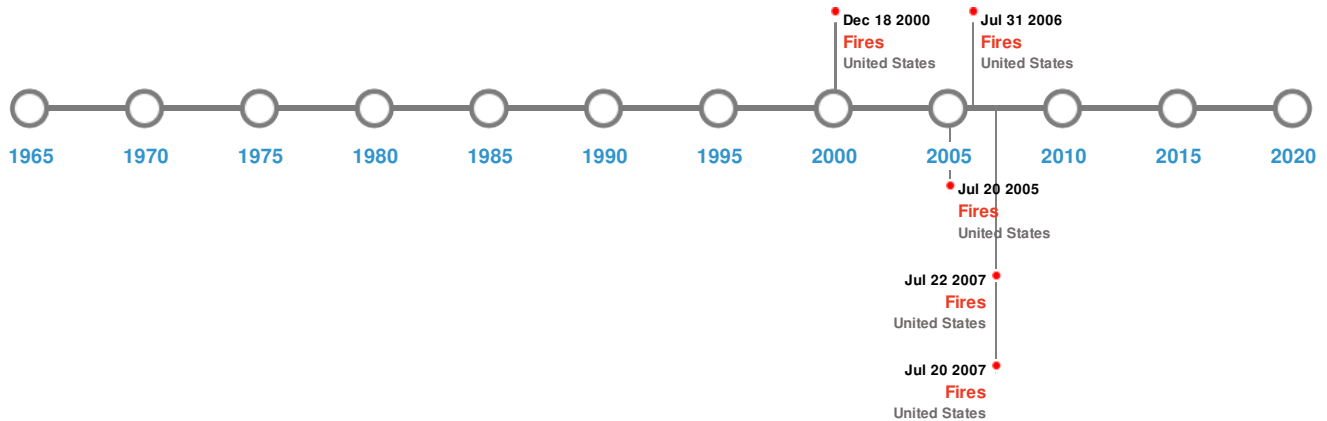 Dec 18 2000
Fires
United States
Jul 31 2006
Fires
United States
1965 1970 1975 1980 1985 1990 1995 2000 2005 2010 2015 2020
Jul 20 2005
Fires
United States
Jul 22 2007
Fires
United States
Jul 20 2007
Fires
United States